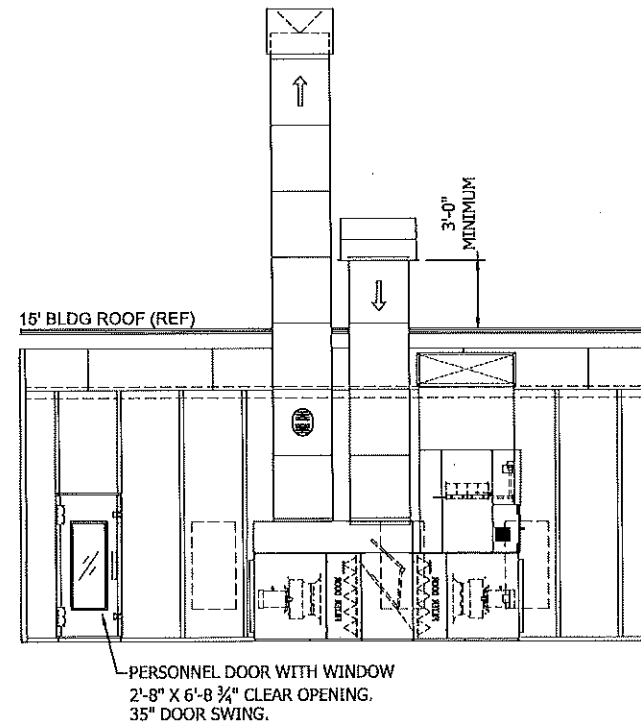 3'-0"
MINIMUM
15' BLDG ROOF (REF)
PERSONNEL DOOR WITH WINDOW
2'-8" X 6'-8 ¾" CLEAR OPENING.
35" DOOR SWING.